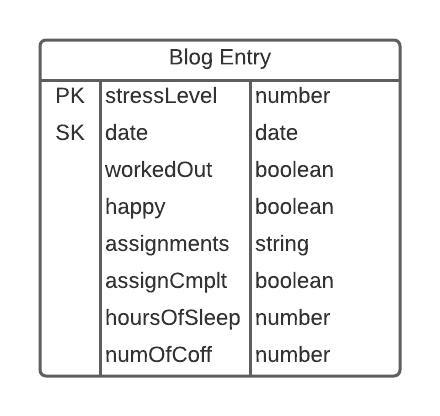 Blog Entry
PK stressLevel number
SK date date
workedOut boolean
happy boolean
assignments string
assignCmplt boolean
hoursOfSleep number
numOfCoff number